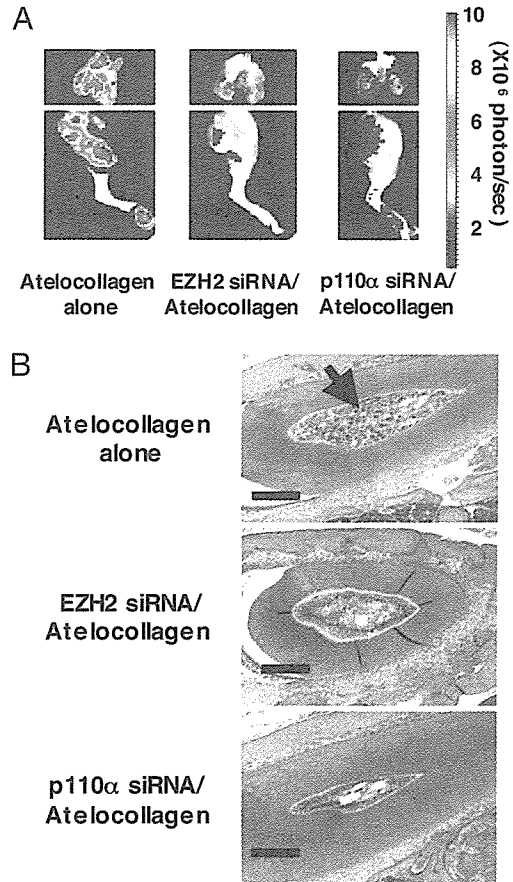 A
10
8
6
4
2
(X10⁶ photon/sec)
Atelocollagen
alone
EZH2 siRNA/
Atelocollagen
p110α siRNA/
Atelocollagen
B
Atelocollagen
alone
EZH2 siRNA/
Atelocollagen
p110α siRNA/
Atelocollagen